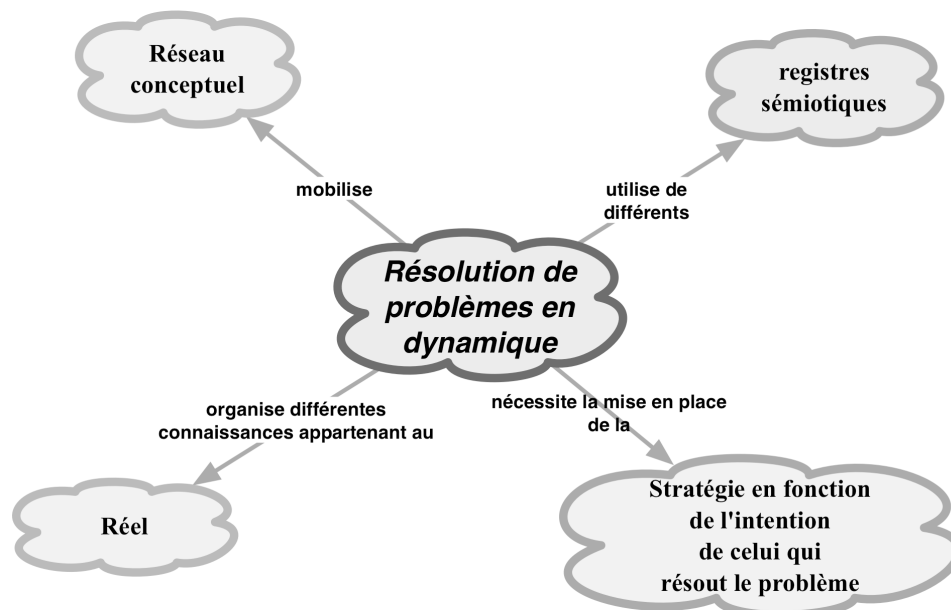 Réseau
conceptuel
registres
sémiotiques
mobilise
utilise de
différents
Résolution de
problèmes en
dynamique
organise différentes
connaissances appartenant au
nécessite la mise en place
de la
Réel
Stratégie en fonction
de l'intention
de celui qui
résout le problème